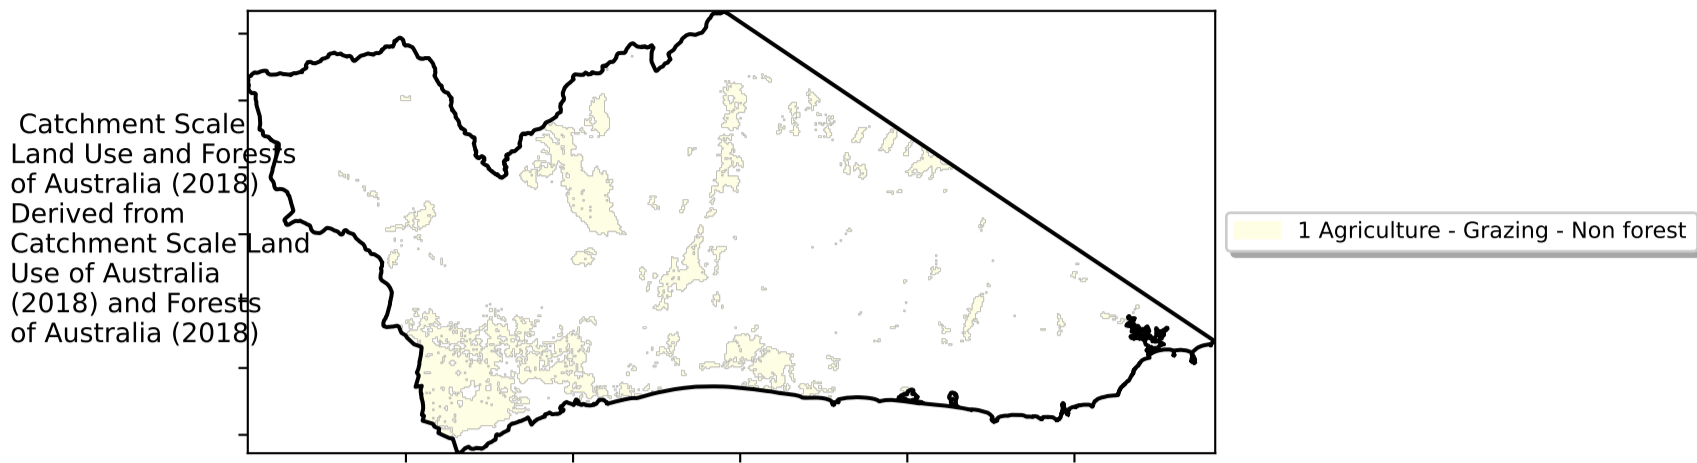 Catchment Scale
Land Use and Forests
of Australia (2018)
Derived from
Catchment Scale Land
Use of Australia
(2018) and Forests
of Australia (2018)
1 Agriculture - Grazing - Non forest